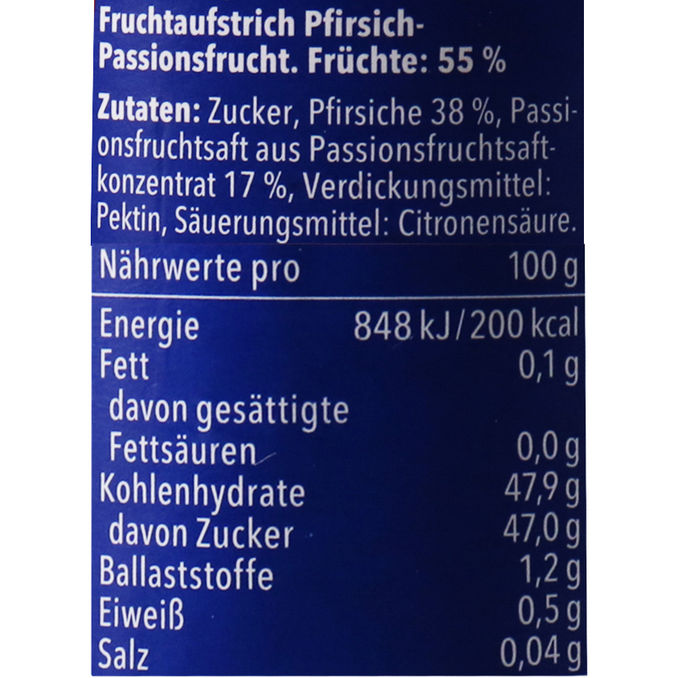 Fruchtaufstrich Pfirsich-
Passionsfrucht. Früchte: 55 %
Zutaten: Zucker, Pfirsiche 38 %, Passi-
onsfruchtsaft aus Passionsfruchtsaft-
konzentrat 17 %, Verdickungsmittel:
Pektin, Säuerungsmittel: Citronensäure.
Nährwerte pro 100 g
Energie 848 kJ/200 kcal
Fett 0,1 g
davon gesättigte
Fettsäuren 0,0 g
Kohlenhydrate 47,9 g
davon Zucker 47,0 g
Ballaststoffe 1,2 g
Eiweiß 0,5 g
Salz 0,04 g